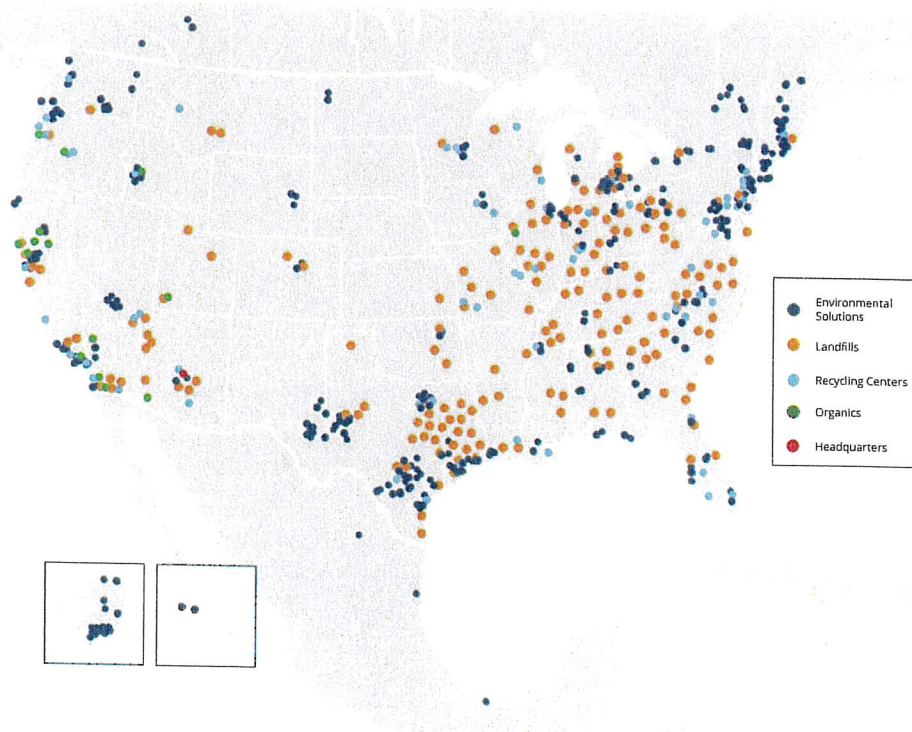 Environmental
Solutions
Landfills
Recycling Centers
Organics
Headquarters